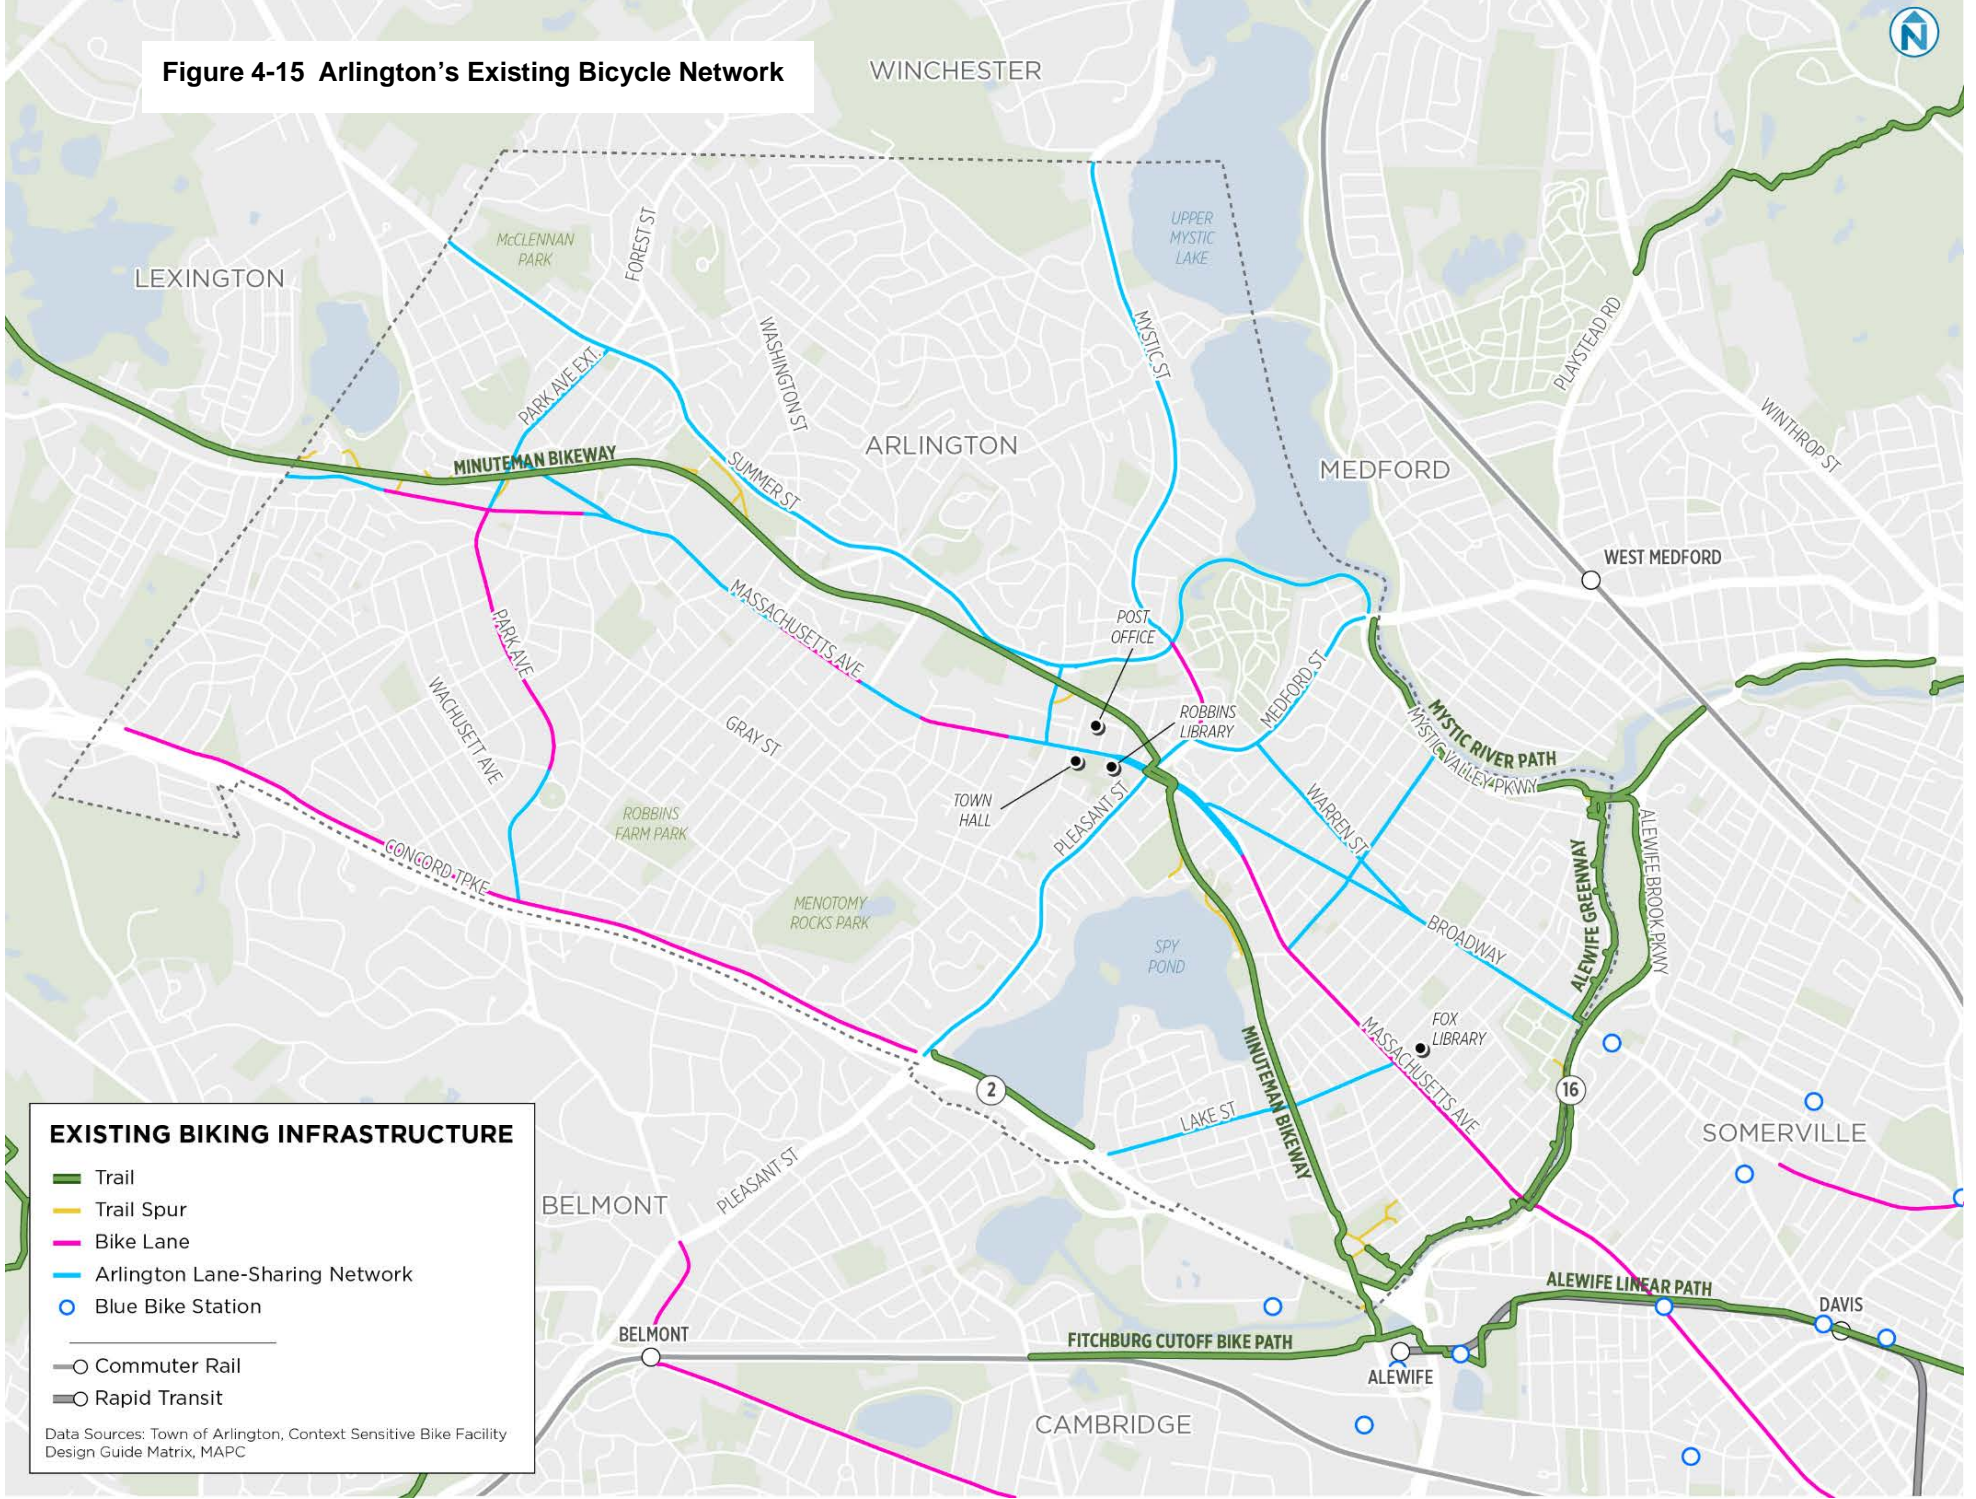 Figure 4-15 Arlington's Existing Bicycle Network
N
WINCHESTER
UPPER
MYSTIC
LAKE
McCLENNAN
PARK
FOREST ST
LEXINGTON
PLAYSTEAD RD
WASHINGTON ST
MYSTIC ST
PARK AVE EXT.
WINTHROP ST
ARLINGTON
MEDFORD
MINUTEMAN BIKEWAY
SUMMER ST
WEST MEDFORD
MASSACHUSETTS AVE
POST
OFFICE
PARK AVE
WACHUSETT AVE
MEDFORD ST
ROBBINS
LIBRARY
GRAY ST
MYSTIC RIVER PATH
MYSTIC VALLEY PKWY
TOWN
HALL
PLEASANT ST
WARREN ST
ROBBINS
FARM PARK
ALEWIFE BROOK PKWY
CONCORD TPKE
ALEWIFE GREENWAY
MENOTOMY
ROCKS PARK
BROADWAY
SPY
POND
FOX
LIBRARY
MASSACHUSETTS AVE
MINUTEMAN BIKEWAY
2
16
LAKE ST
SOMERVILLE
PLEASANT ST
BELMONT
ALEWIFE LINEAR PATH
DAVIS
BELMONT
FITCHBURG CUTOFF BIKE PATH
ALEWIFE
CAMBRIDGE
EXISTING BIKING INFRASTRUCTURE
Trail
Trail Spur
Bike Lane
Arlington Lane-Sharing Network
Blue Bike Station
Commuter Rail
Rapid Transit
Data Sources: Town of Arlington, Context Sensitive Bike Facility
Design Guide Matrix, MAPC